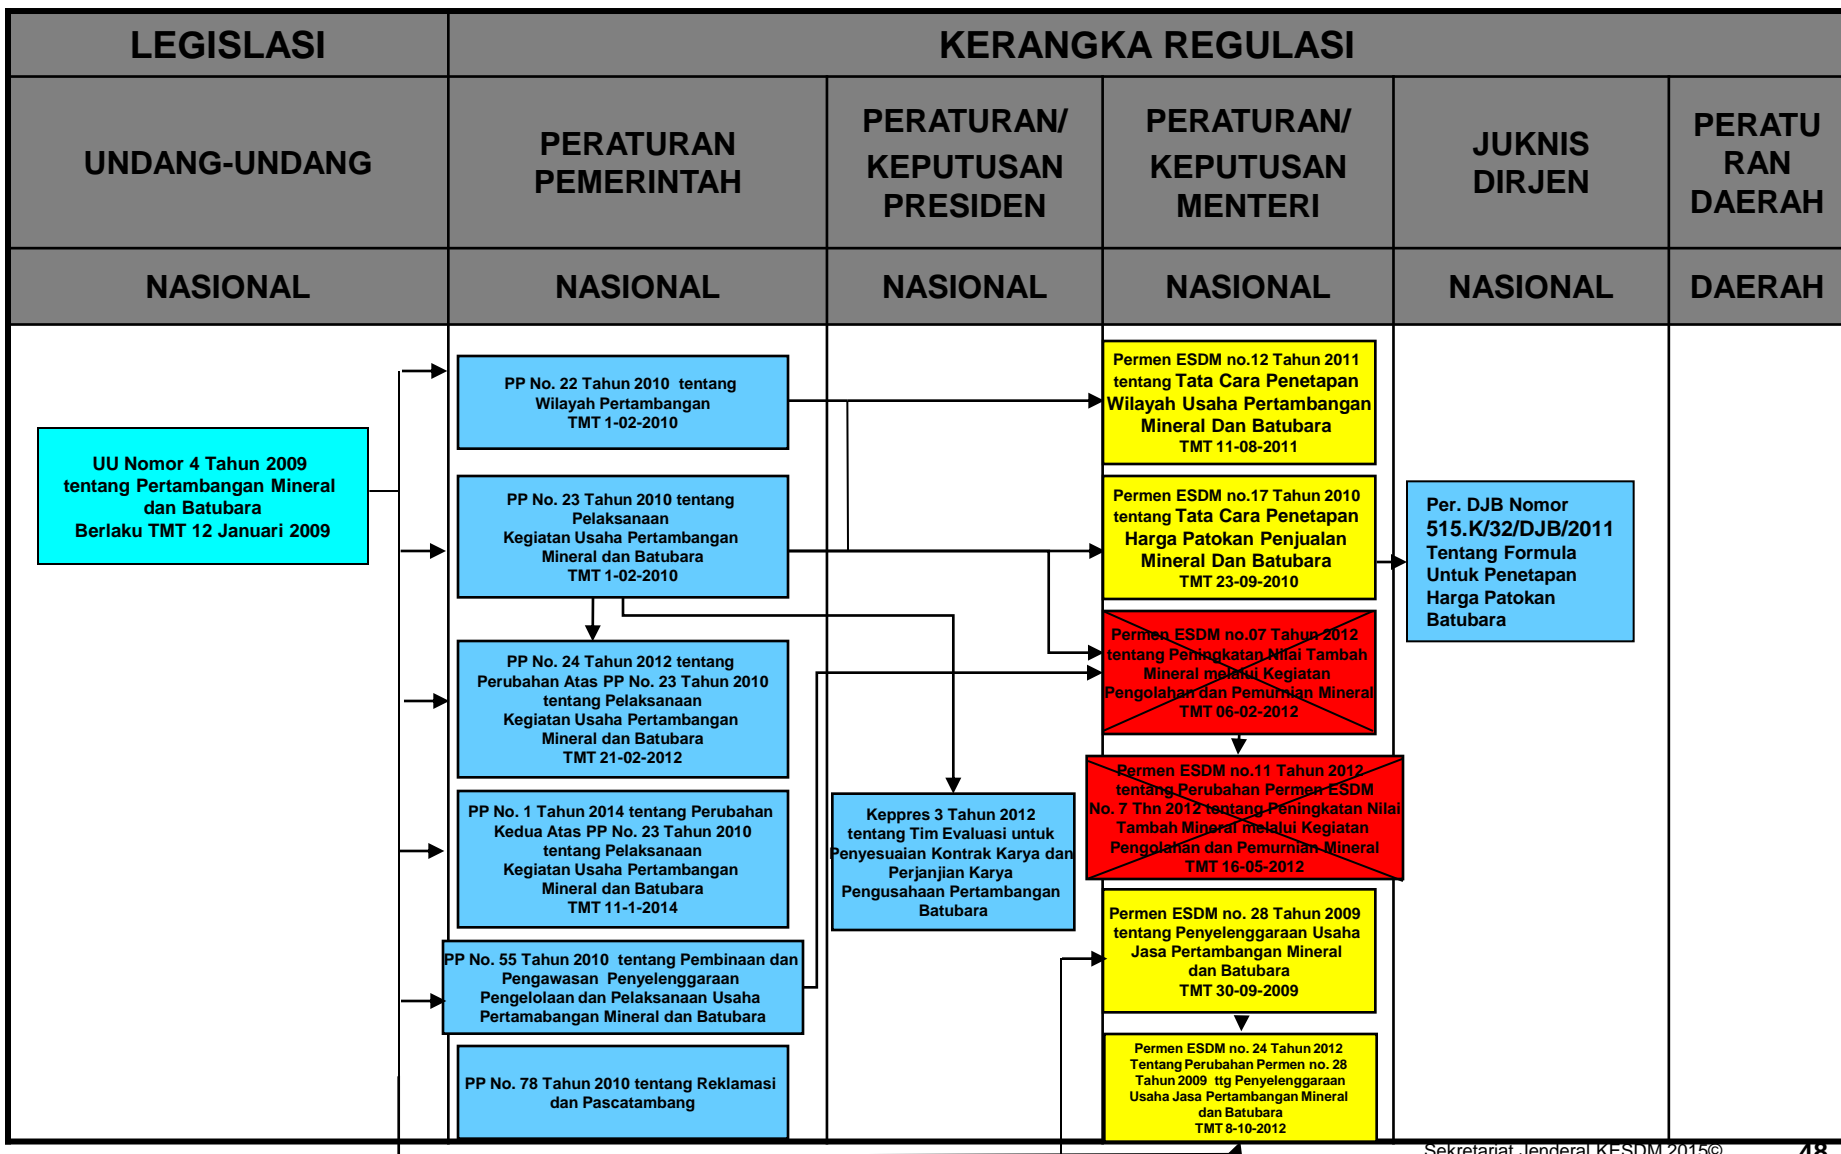 LEGISLASI
KERANGKA REGULASI
UNDANG-UNDANG
PERATURAN
PEMERINTAH
PERATURAN/
KEPUTUSAN
PRESIDEN
PERATURAN/
KEPUTUSAN
MENTERI
JUKNIS
DIRJEN
PERATU
RAN
DAERAH
NASIONAL
NASIONAL
NASIONAL
NASIONAL
NASIONAL
DAERAH
UU Nomor 4 Tahun 2009
tentang Pertambangan Mineral
dan Batubara
Berlaku TMT 12 Januari 2009
PP No. 22 Tahun 2010 tentang
Wilayah Pertambangan
TMT 1-02-2010
PP No. 23 Tahun 2010 tentang
Pelaksanaan
Kegiatan Usaha Pertambangan
Mineral dan Batubara
TMT 1-02-2010
PP No. 24 Tahun 2012 tentang
Perubahan Atas PP No. 23 Tahun 2010
tentang Pelaksanaan
Kegiatan Usaha Pertambangan
Mineral dan Batubara
TMT 21-02-2012
PP No. 1 Tahun 2014 tentang Perubahan
Kedua Atas PP No. 23 Tahun 2010
tentang Pelaksanaan
Kegiatan Usaha Pertambangan
Mineral dan Batubara
TMT 11-1-2014
PP No. 55 Tahun 2010 tentang Pembinaan dan
Pengawasan Penyelenggaraan
Pengelolaan dan Pelaksanaan Usaha
Pertamabangan Mineral dan Batubara
PP No. 78 Tahun 2010 tentang Reklamasi
dan Pascatambang
Keppres 3 Tahun 2012
tentang Tim Evaluasi untuk
Penyesuaian Kontrak Karya dan
Perjanjian Karya
Pengusahaan Pertambangan
Batubara
Permen ESDM no.12 Tahun 2011
tentang Tata Cara Penetapan
Wilayah Usaha Pertambangan
Mineral Dan Batubara
TMT 11-08-2011
Permen ESDM no.17 Tahun 2010
tentang Tata Cara Penetapan
Harga Patokan Penjualan
Mineral Dan Batubara
TMT 23-09-2010
Permen ESDM no.07 Tahun 2012
tentang Peningkatan Nilai Tambah
Mineral melalui Kegiatan
Pengolahan dan Pemurnian Mineral
TMT 06-02-2012
Permen ESDM no.11 Tahun 2012
tentang Perubahan Permen ESDM
No. 7 Thn 2012 tentang Peningkatan Nilai
Tambah Mineral melalui Kegiatan
Pengolahan dan Pemurnian Mineral
TMT 16-05-2012
Permen ESDM no. 28 Tahun 2009
tentang Penyelenggaraan Usaha
Jasa Pertambangan Mineral
dan Batubara
TMT 30-09-2009
Permen ESDM no. 24 Tahun 2012
Tentang Perubahan Permen no. 28
Tahun 2009 ttg Penyelenggaraan
Usaha Jasa Pertambangan Mineral
dan Batubara
TMT 8-10-2012
Per. DJB Nomor
515.K/32/DJB/2011
Tentang Formula
Untuk Penetapan
Harga Patokan
Batubara
Sekretariat Jenderal KESDM 2015©
48